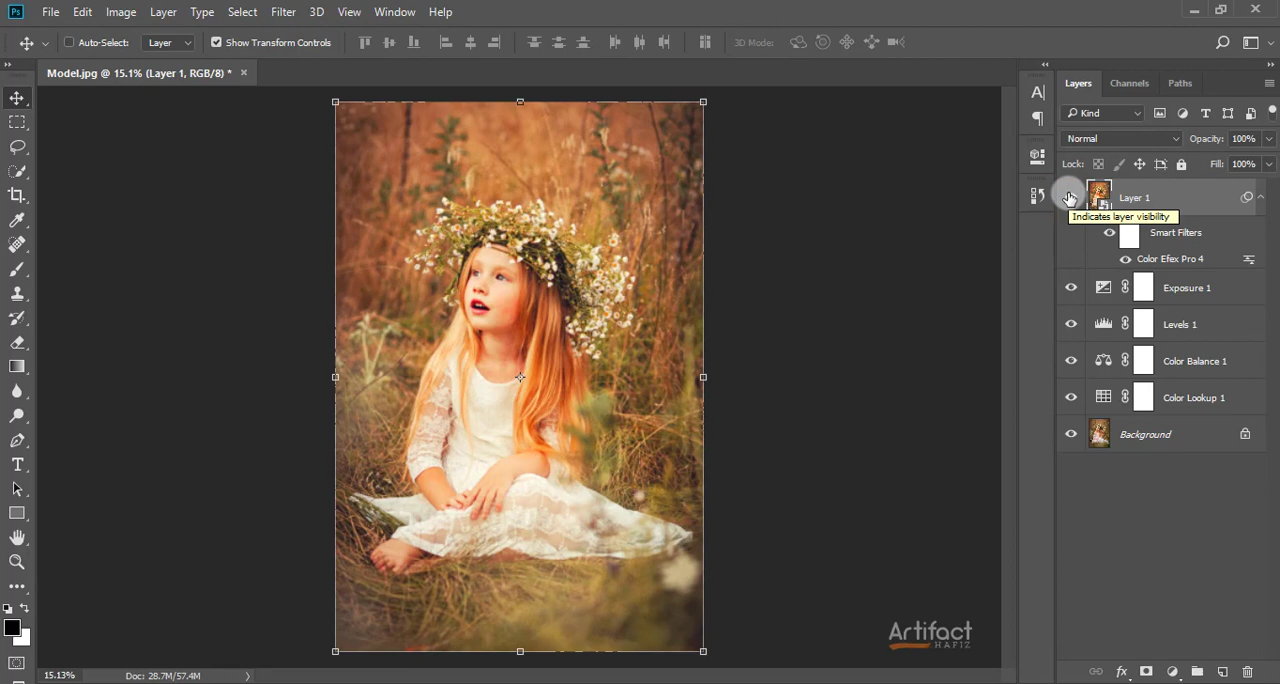 Ps File Edit Image Layer Type Select Filter 3D View Window Help
Auto-Select: Layer Show Transform Controls 3D Mode:
Model.jpg @ 15.1% (Layer 1, RGB/8) * ×
Layers Channels Paths
Kind
Normal Opacity: 100%
Lock: Fill: 100%
Layer 1
Indicates layer visibility
Smart Filters
Color Efex Pro 4
Exposure 1
Levels 1
Color Balance 1
Color Lookup 1
Background
Artifact
HAFIZ
15.13% Doc: 28.7M/57.4M
fx